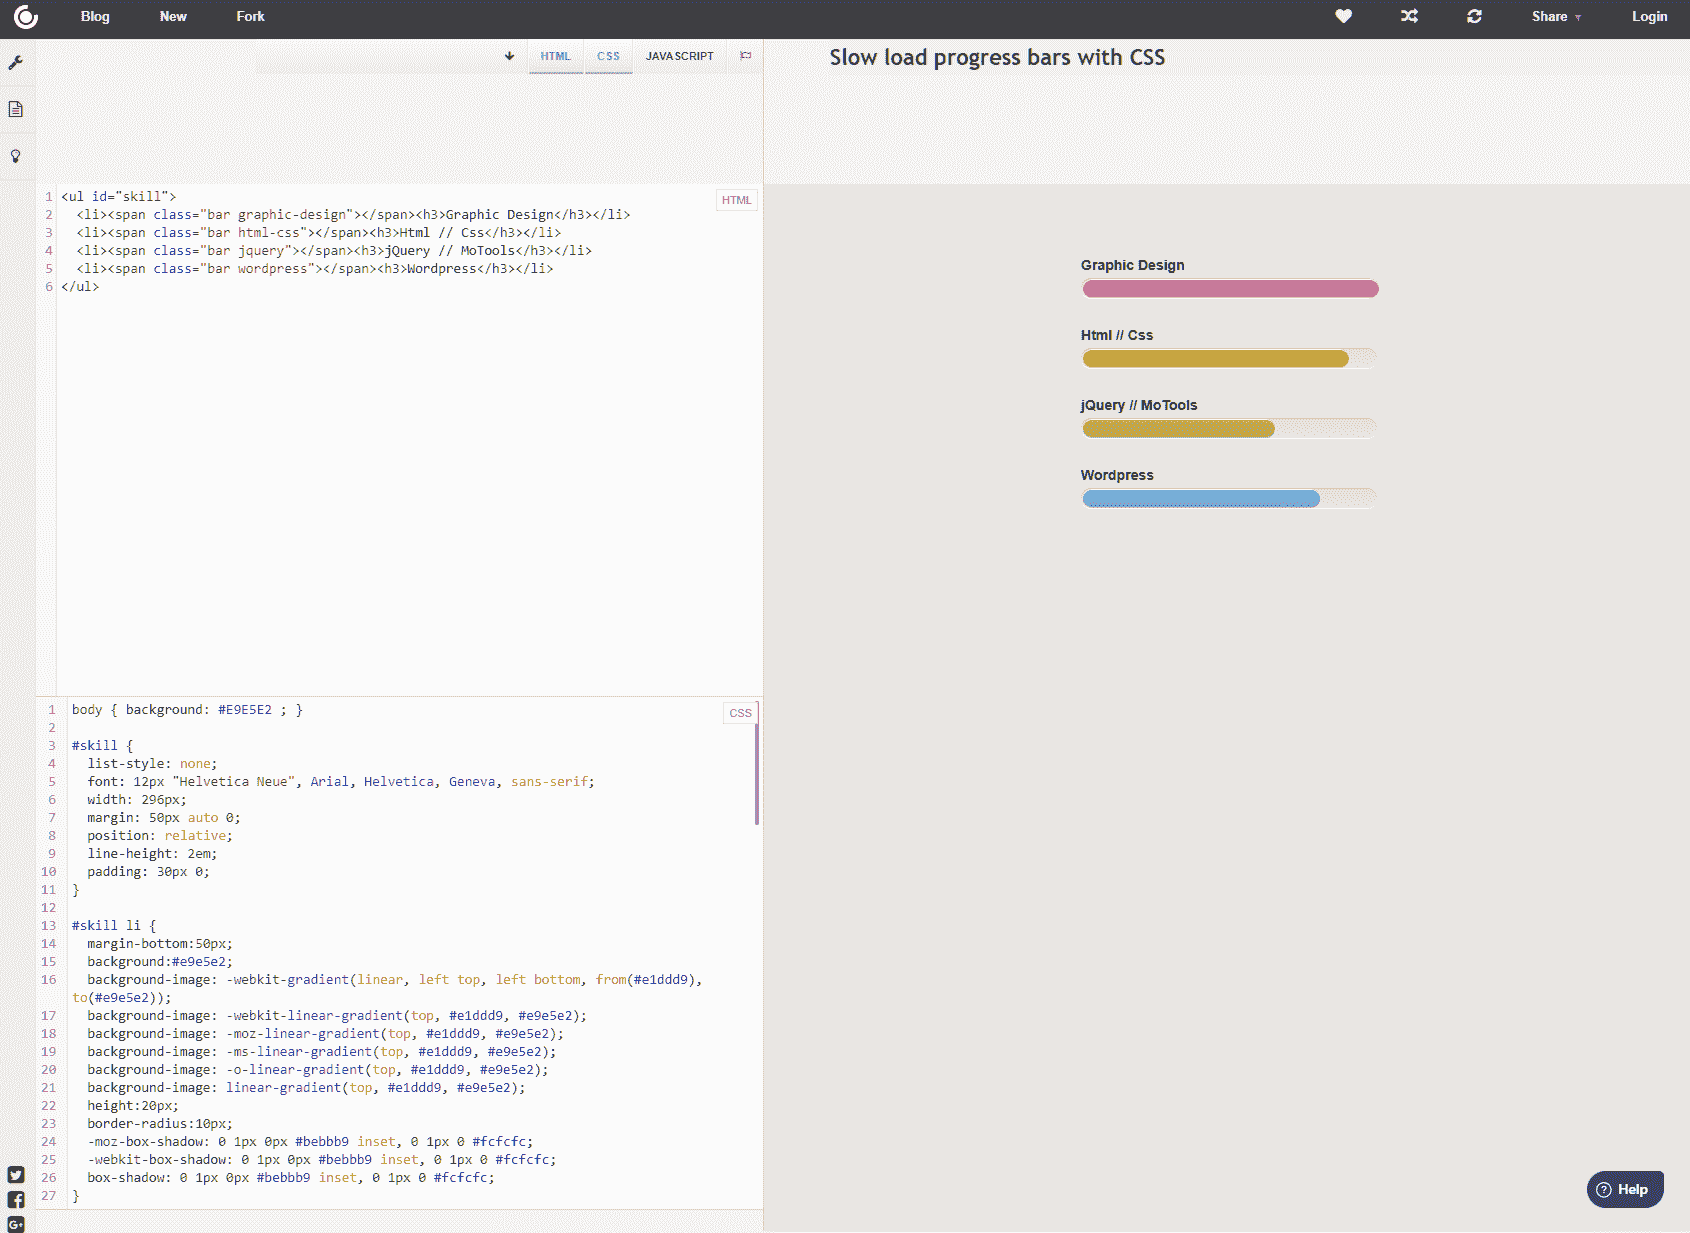 Blog New Fork Share Login
HTML CSS JAVASCRIPT
Slow load progress bars with CSS
HTML
1 <ul id="skill">
2 <li><span class="bar graphic-design"></span><h3>Graphic Design</h3></li>
3 <li><span class="bar html-css"></span><h3>Html // Css</h3></li>
4 <li><span class="bar jquery"></span><h3>jQuery // MoTools</h3></li>
5 <li><span class="bar wordpress"></span><h3>Wordpress</h3></li>
6 </ul>
CSS
1 body { background: #E9E5E2 ; }
2
3 #skill {
4 list-style: none;
5 font: 12px "Helvetica Neue", Arial, Helvetica, Geneva, sans-serif;
6 width: 296px;
7 margin: 50px auto 0;
8 position: relative;
9 line-height: 2em;
10 padding: 30px 0;
11 }
12
13 #skill li {
14 margin-bottom:50px;
15 background:#e9e5e2;
16 background-image: -webkit-gradient(linear, left top, left bottom, from(#e1ddd9),
to(#e9e5e2));
17 background-image: -webkit-linear-gradient(top, #e1ddd9, #e9e5e2);
18 background-image: -moz-linear-gradient(top, #e1ddd9, #e9e5e2);
19 background-image: -ms-linear-gradient(top, #e1ddd9, #e9e5e2);
20 background-image: -o-linear-gradient(top, #e1ddd9, #e9e5e2);
21 background-image: linear-gradient(top, #e1ddd9, #e9e5e2);
22 height:20px;
23 border-radius:10px;
24 -moz-box-shadow: 0 1px 0px #bebbb9 inset, 0 1px 0 #fcfcfc;
25 -webkit-box-shadow: 0 1px 0px #bebbb9 inset, 0 1px 0 #fcfcfc;
26 box-shadow: 0 1px 0px #bebbb9 inset, 0 1px 0 #fcfcfc;
27 }
Graphic Design
Html // Css
jQuery // MoTools
Wordpress
G+
? Help